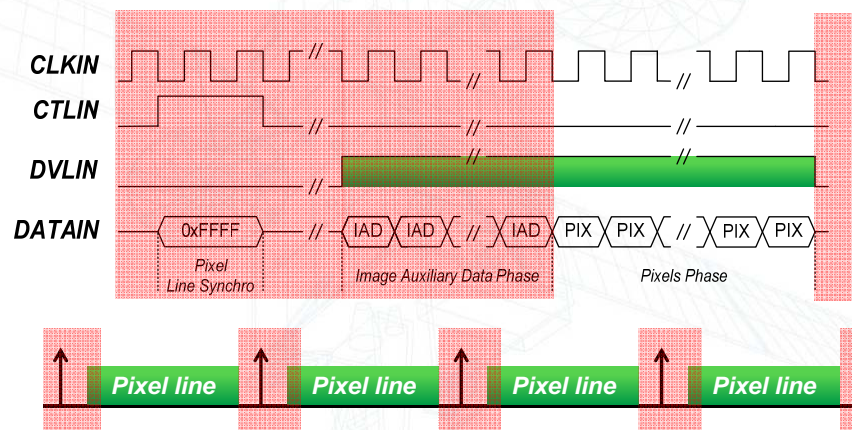 CLKIN
//
//
//
CTLIN
//
//
//
DVLIN
//
//
//
DATAIN
0xFFFF
//
IAD
IAD
//
IAD
PIX
PIX
//
PIX
PIX
Pixel
Line Synchro
Image Auxiliary Data Phase
Pixels Phase
Pixel line
Pixel line
Pixel line
Pixel line